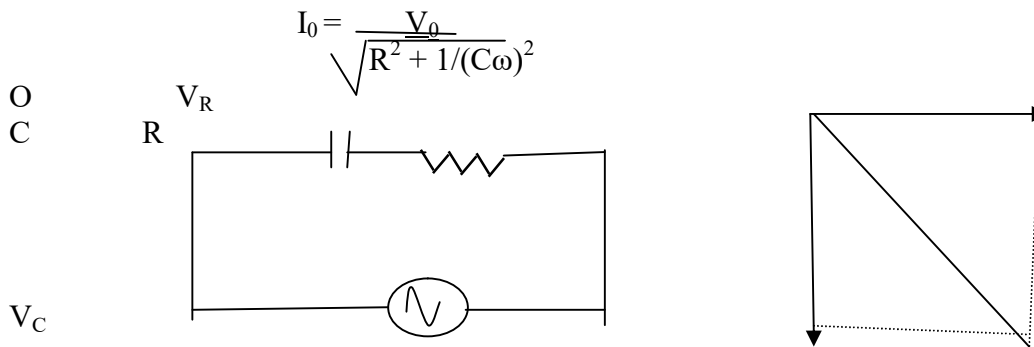 I₀ = V₀
√R² + 1/(Cω)²
O V_R
C R
V_C